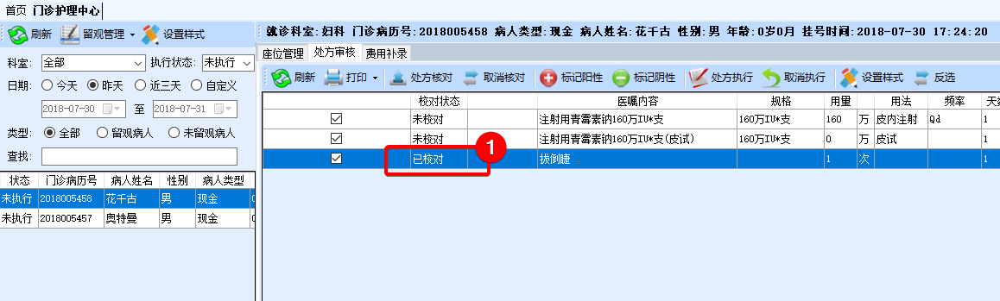 首页 门诊护理中心
刷新 留观管理 设置样式
科室: 全部 执行状态: 未执行
日期: 今天 昨天 近三天 自定义
2018-07-30 至 2018-07-31
类型: 全部 留观病人 未留观病人
查找:
状态 门诊病历号 病人姓名 性别 病人类型
未执行 2018005458 花千古 男 现金
未执行 2018005457 奥特曼 男 现金
就诊科室:妇科 门诊病历号:2018005458 病人类型:现金 病人姓名:花千古 性别:男 年龄:0岁0月 挂号时间:2018-07-30 17:24:20
座位管理 处方审核 费用补录
刷新 打印 处方核对 取消核对 标记阳性 标记阴性 处方执行 取消执行 设置样式 反选
校对状态 医嘱内容 规格 用量 用法 频率 天
未校对 注射用青霉素钠160万IU*支 160万IU*支 160 万 皮内注射 Qd 1
未校对 注射用青霉素钠160万IU*支(皮试) 160万IU*支 0 万 皮试 1
已校对 拔倒睫 1 次 1
1